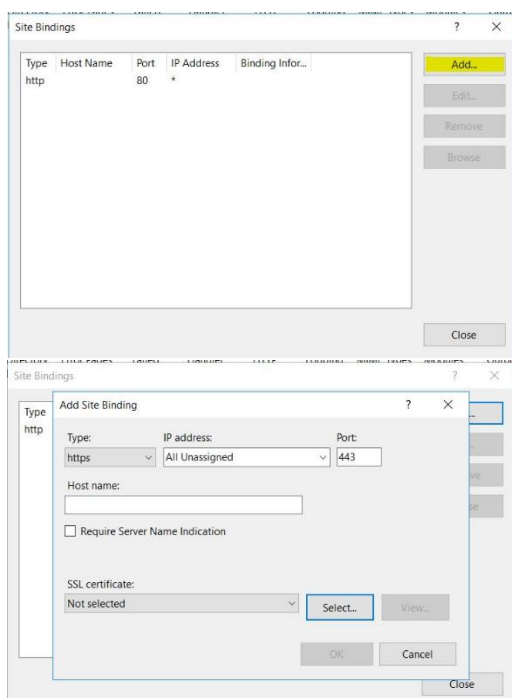 Site Bindings ? ×
Type Host Name Port IP Address Binding Infor...
http 80 *
Add...
Edit...
Remove
Browse
Close
Site Bindings ? ×
Type
http
Add Site Binding ? ×
Type: IP address: Port:
https All Unassigned 443
Host name:
Require Server Name Indication
SSL certificate:
Not selected Select... View...
OK Cancel
Close